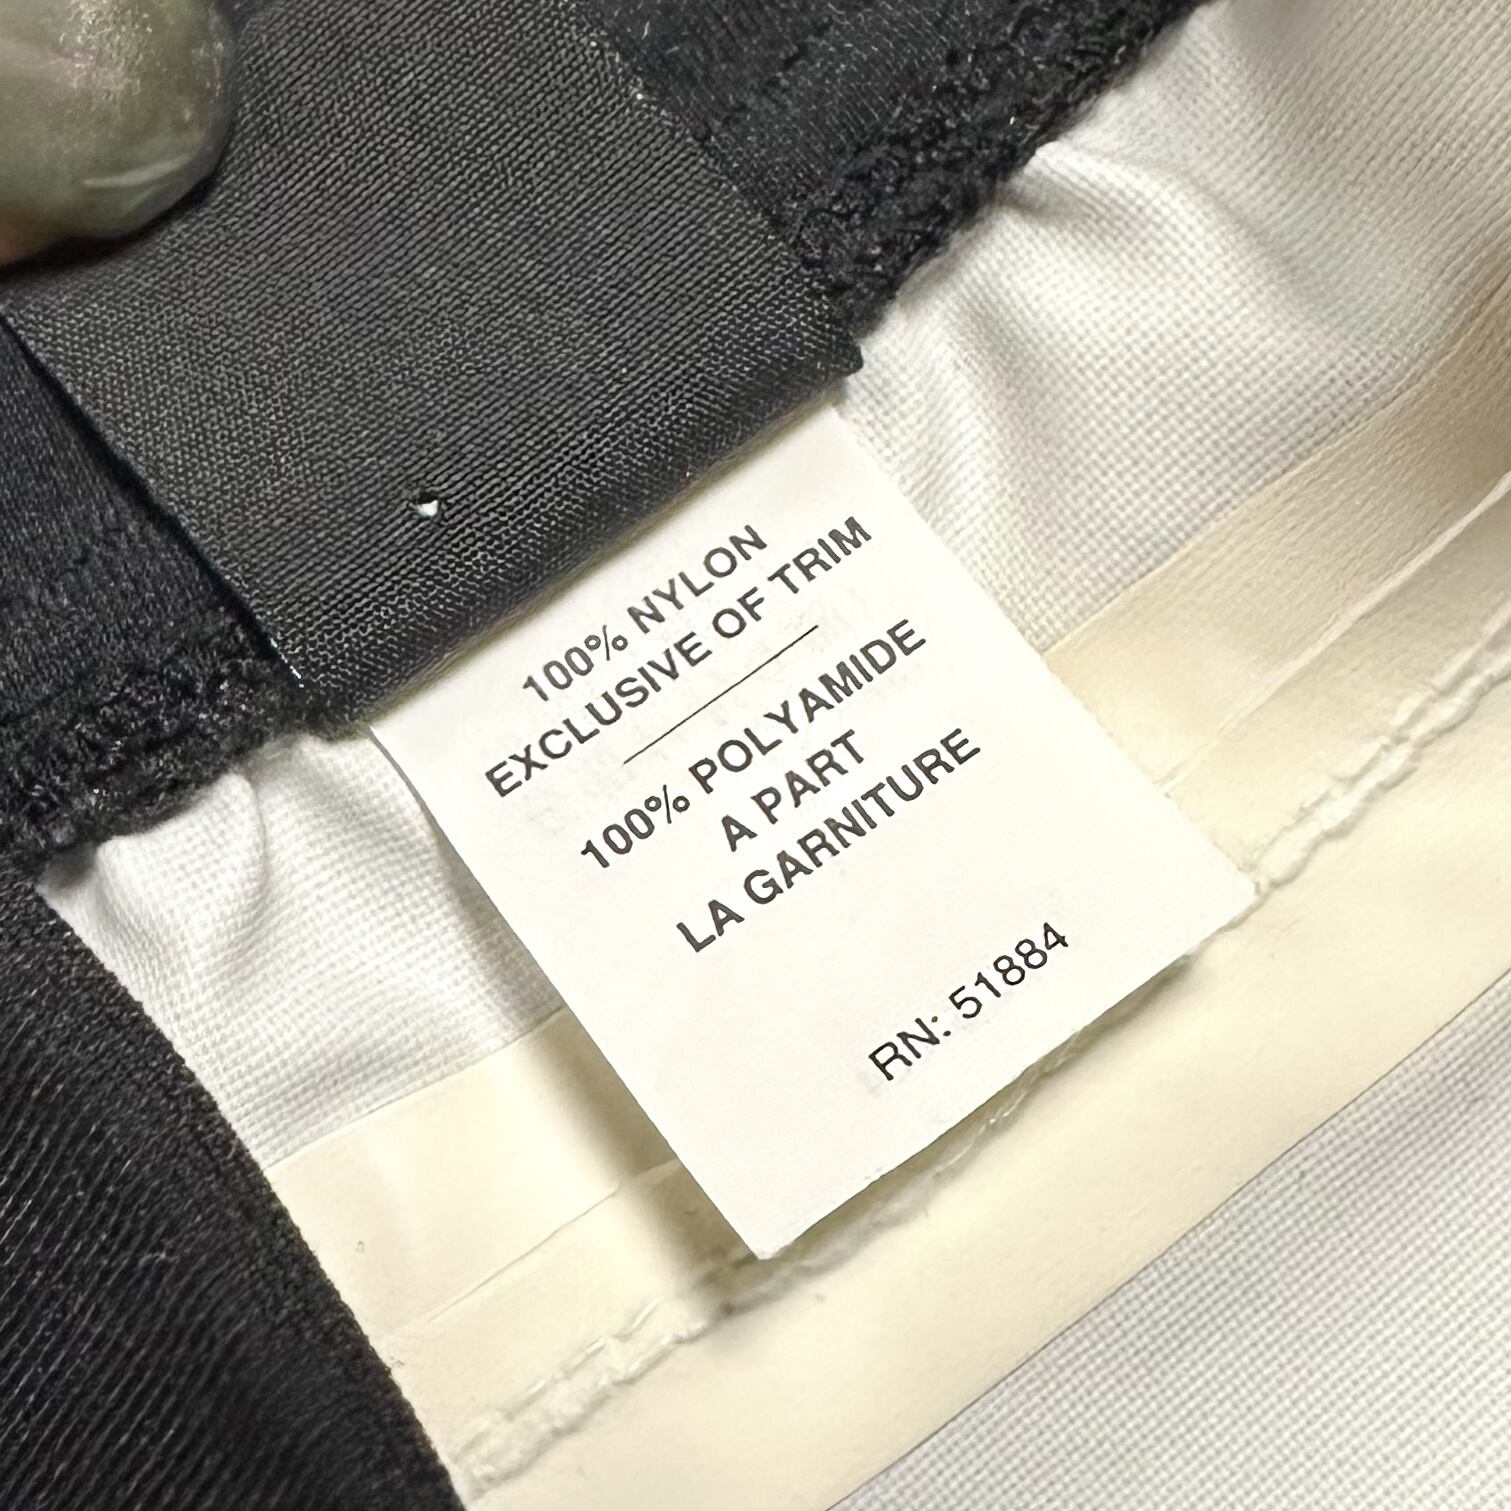 100% NYLON
EXCLUSIVE OF TRIM
100% POLYAMIDE
A PART
LA GARNITURE
RN: 51884